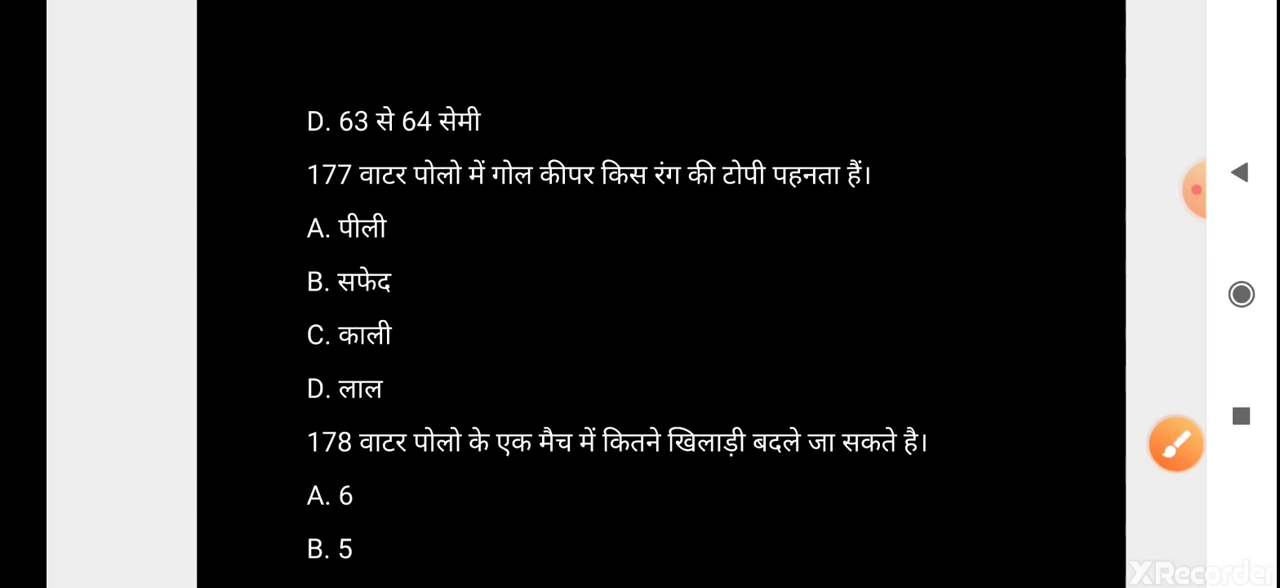 D. 63 से 64 सेमी
177 वाटर पोलो में गोल कीपर किस रंग की टोपी पहनता हैं।
A. पीली
B. सफेद
C. काली
D. लाल
178 वाटर पोलो के एक मैच में कितने खिलाड़ी बदले जा सकते है।
A. 6
B. 5
XRecorder